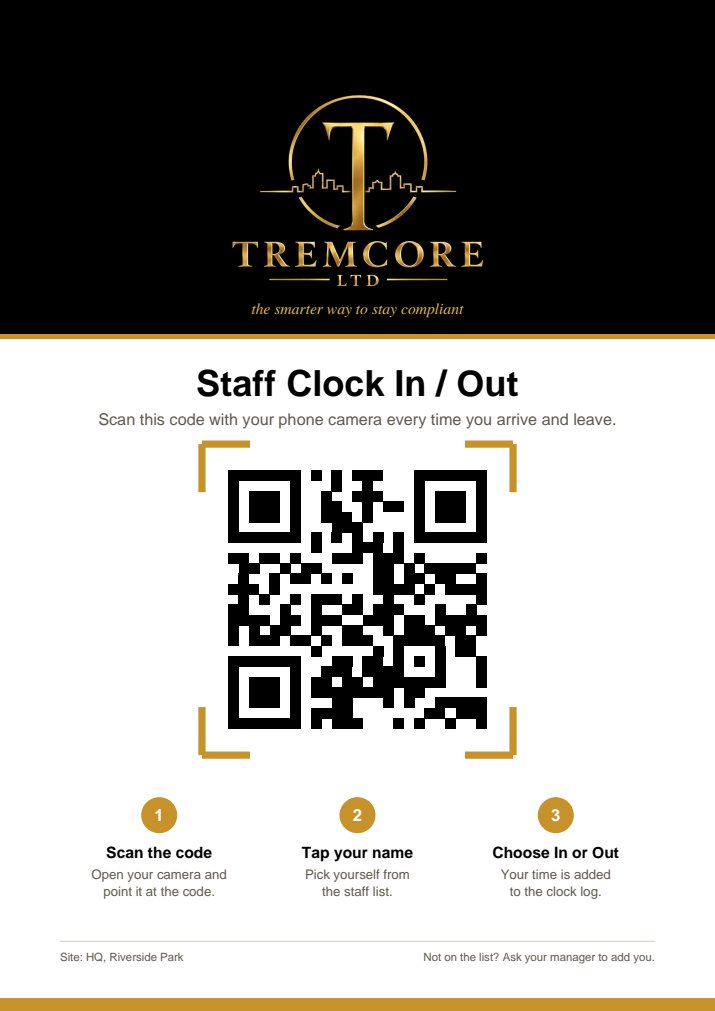 T
TREMCORE
LTD
the smarter way to stay compliant
Staff Clock In / Out
Scan this code with your phone camera every time you arrive and leave.
1
2
3
Scan the code
Tap your name
Choose In or Out
Open your camera and
point it at the code.
Pick yourself from
the staff list.
Your time is added
to the clock log.
Site: HQ, Riverside Park
Not on the list? Ask your manager to add you.